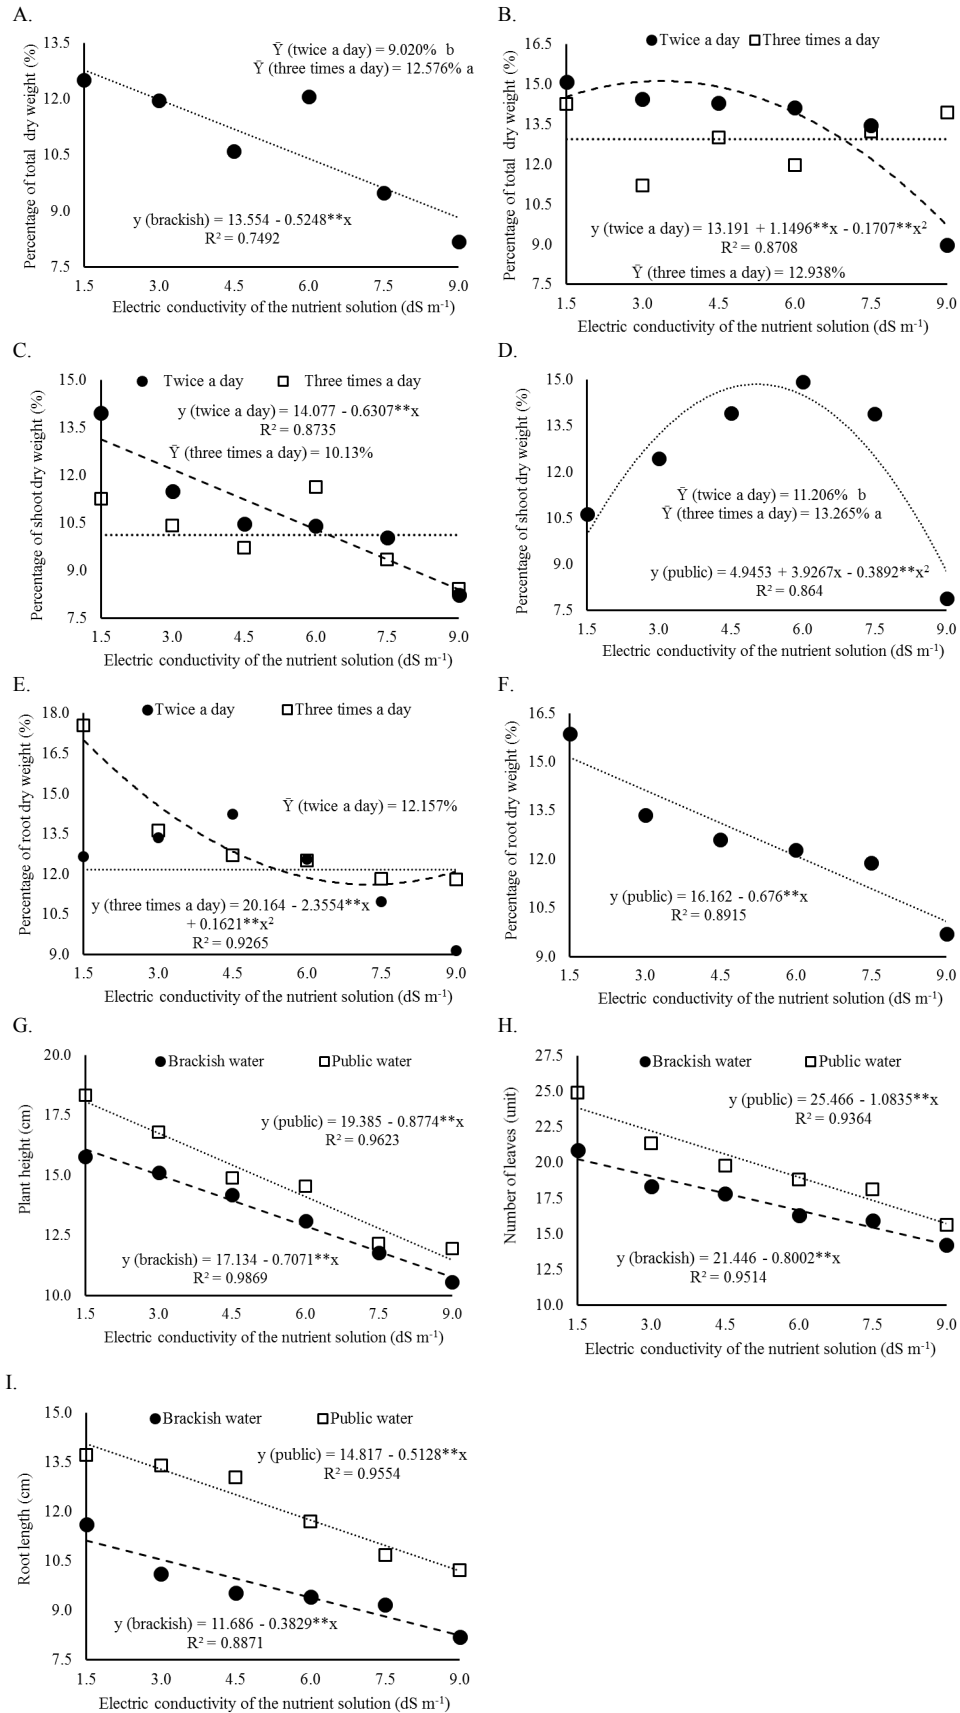 A.
Percentage of total dry weight (%)
13.5
12.0
10.5
9.0
7.5
Ȳ (twice a day) = 9.020% b
Ȳ (three times a day) = 12.576% a
y (brackish) = 13.554 - 0.5248**x
R² = 0.7492
1.5 3.0 4.5 6.0 7.5 9.0
Electric conductivity of the nutrient solution (dS m⁻¹)
B.
Percentage of total dry weight (%)
Twice a day Three times a day
16.5
15.0
13.5
12.0
10.5
9.0
7.5
y (twice a day) = 13.191 + 1.1496**x - 0.1707**x²
R² = 0.8708
Ȳ (three times a day) = 12.938%
1.5 3.0 4.5 6.0 7.5 9.0
Electric conductivity of the nutrient solution (dS m⁻¹)
C.
Percentage of shoot dry weight (%)
Twice a day Three times a day
15.0
13.5
12.0
10.5
9.0
7.5
y (twice a day) = 14.077 - 0.6307**x
R² = 0.8735
Ȳ (three times a day) = 10.13%
1.5 3.0 4.5 6.0 7.5 9.0
Electric conductivity of the nutrient solution (dS m⁻¹)
D.
Percentage of shoot dry weight (%)
15.0
13.5
12.0
10.5
9.0
7.5
Ȳ (twice a day) = 11.206% b
Ȳ (three times a day) = 13.265% a
y (public) = 4.9453 + 3.9267x - 0.3892**x²
R² = 0.864
1.5 3.0 4.5 6.0 7.5 9.0
Electric conductivity of the nutrient solution (dS m⁻¹)
E.
Percentage of root dry weight (%)
Twice a day Three times a day
18.0
16.5
15.0
13.5
12.0
10.5
9.0
Ȳ (twice a day) = 12.157%
y (three times a day) = 20.164 - 2.3554**x
+ 0.1621**x²
R² = 0.9265
1.5 3.0 4.5 6.0 7.5 9.0
Electric conductivity of the nutrient solution (dS m⁻¹)
F.
Percentage of root dry weight (%)
16.5
15.0
13.5
12.0
10.5
9.0
y (public) = 16.162 - 0.676**x
R² = 0.8915
1.5 3.0 4.5 6.0 7.5 9.0
Electric conductivity of the nutrient solution (dS m⁻¹)
G.
Plant height (cm)
Brackish water Public water
20.0
17.5
15.0
12.5
10.0
y (public) = 19.385 - 0.8774**x
R² = 0.9623
y (brackish) = 17.134 - 0.7071**x
R² = 0.9869
1.5 3.0 4.5 6.0 7.5 9.0
Electric conductivity of the nutrient solution (dS m⁻¹)
H.
Number of leaves (unit)
Brackish water Public water
27.5
25.0
22.5
20.0
17.5
15.0
12.5
10.0
y (public) = 25.466 - 1.0835**x
R² = 0.9364
y (brackish) = 21.446 - 0.8002**x
R² = 0.9514
1.5 3.0 4.5 6.0 7.5 9.0
Electric conductivity of the nutrient solution (dS m⁻¹)
I.
Root length (cm)
Brackish water Public water
15.0
13.5
12.0
10.5
9.0
7.5
y (public) = 14.817 - 0.5128**x
R² = 0.9554
y (brackish) = 11.686 - 0.3829**x
R² = 0.8871
1.5 3.0 4.5 6.0 7.5 9.0
Electric conductivity of the nutrient solution (dS m⁻¹)